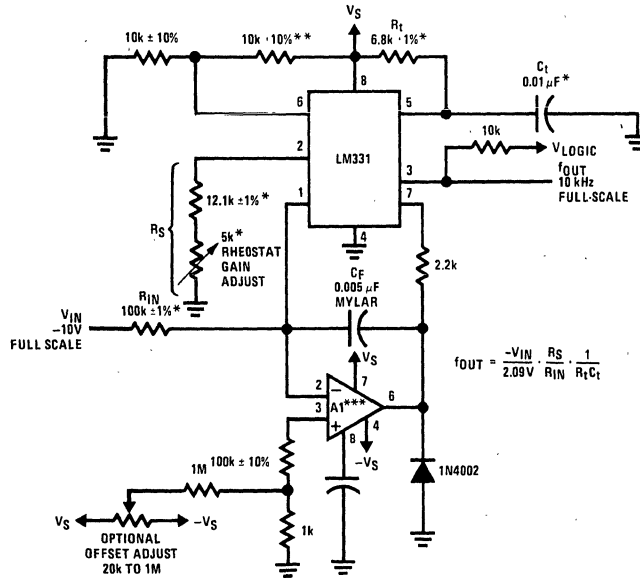 VS
10k ± 10%
10k + 10%**
Rt
6.8k · 1%*
Ct
0.01 µF*
8
6
5
2
LM331
10k
VLOGIC
3
fOUT
10 kHz
FULL-SCALE
1
7
4
RS
12.1k ±1%*
5k*
RHEOSTAT
GAIN
ADJUST
2.2k
CF
0.005 µF
MYLAR
VIN
–10V
FULL SCALE
RIN
100k ±1%*
VS
fOUT = –VIN/2.09V · RS/RIN · 1/RtCt
7
2
–
3
A1***
+
6
4
8
–VS
100k ± 10%
1M
1N4002
VS
–VS
1k
OPTIONAL
OFFSET ADJUST
20k TO 1M